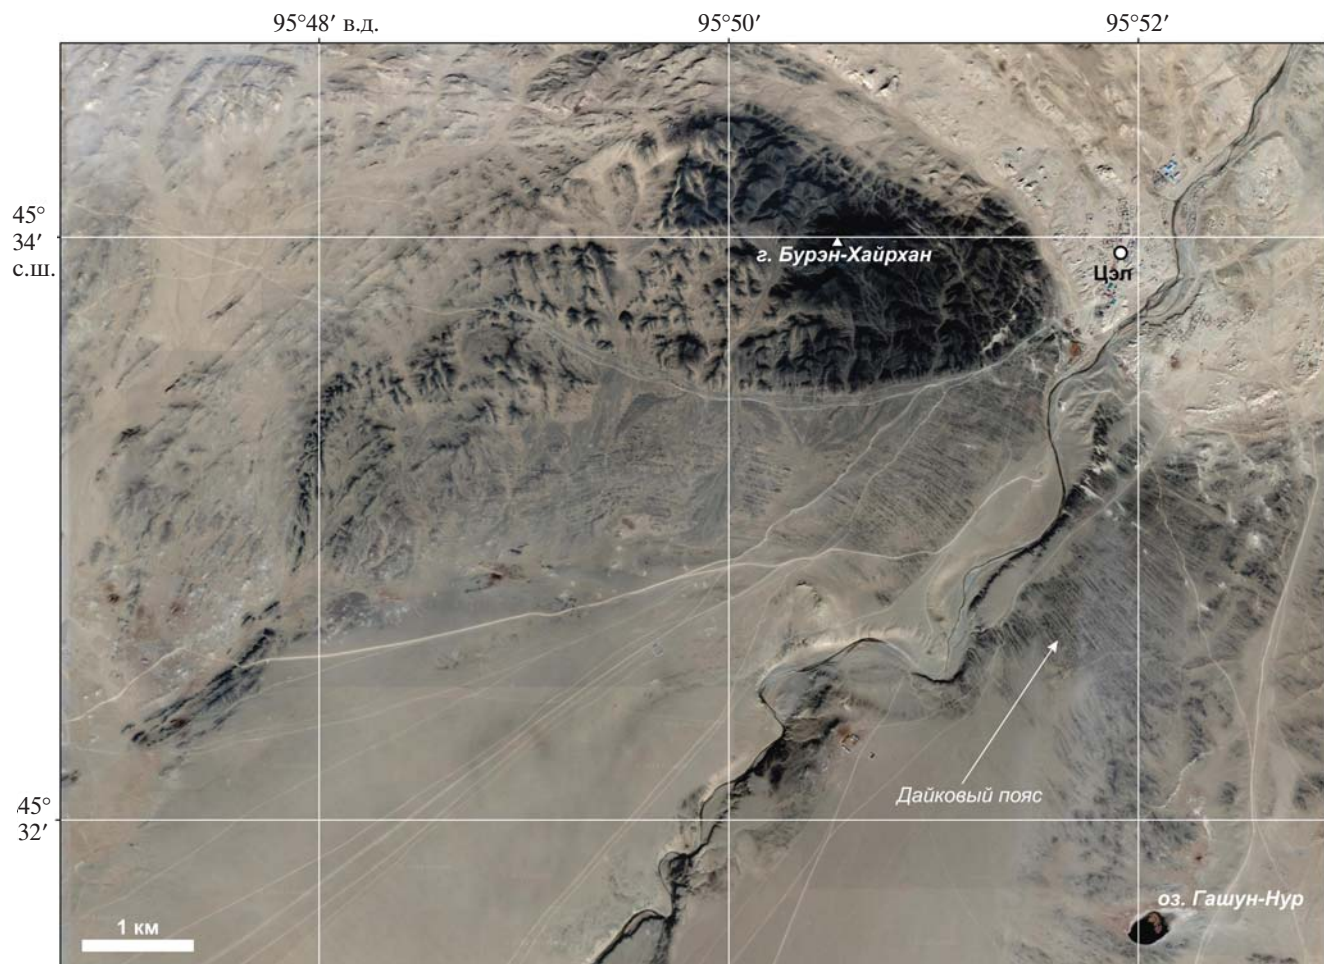 95°48′ в.д.
95°50′
95°52′
45°
34′
с.ш.
г. Бурэн-Хайрхан
Цэл
Дайковый пояс
45°
32′
оз. Гашун-Нур
1 км